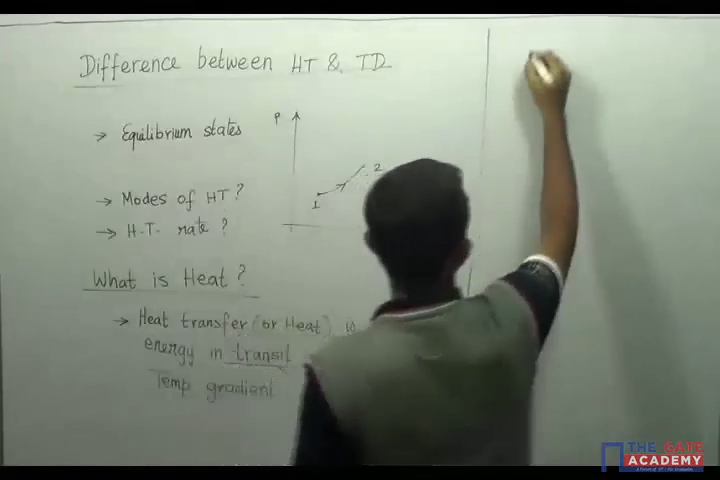 Difference between HT & TD
→ Equilibrium states
P
2
1
→ Modes of HT?
→ H.T. rate?
What is Heat?
→ Heat transfer (or Heat) is
energy in transit
Temp gradient
THE GATE
ACADEMY